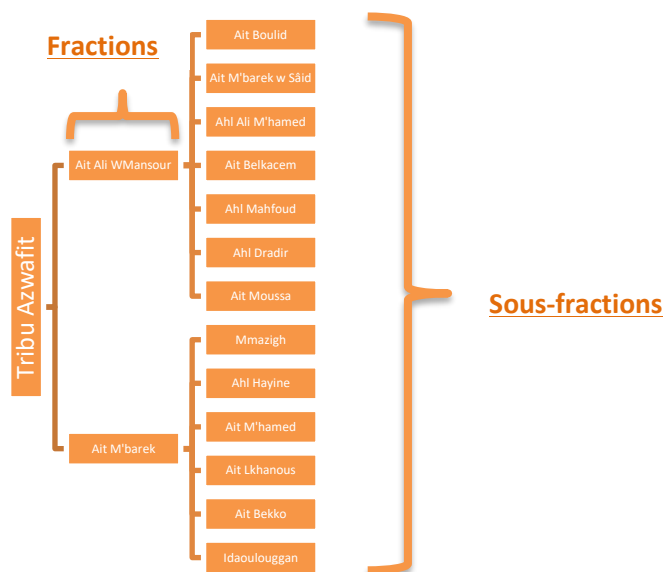 Fractions
Ait Boulid
Ait M'barek w Sâid
Ahl Ali M'hamed
Ait Ali WMansour
Ait Belkacem
Ahl Mahfoud
Ahl Dradir
Ait Moussa
Tribu Azwafit
Sous-fractions
Mmazigh
Ahl Hayine
Ait M'hamed
Ait M'barek
Ait Lkhanous
Ait Bekko
Idaoulouggan